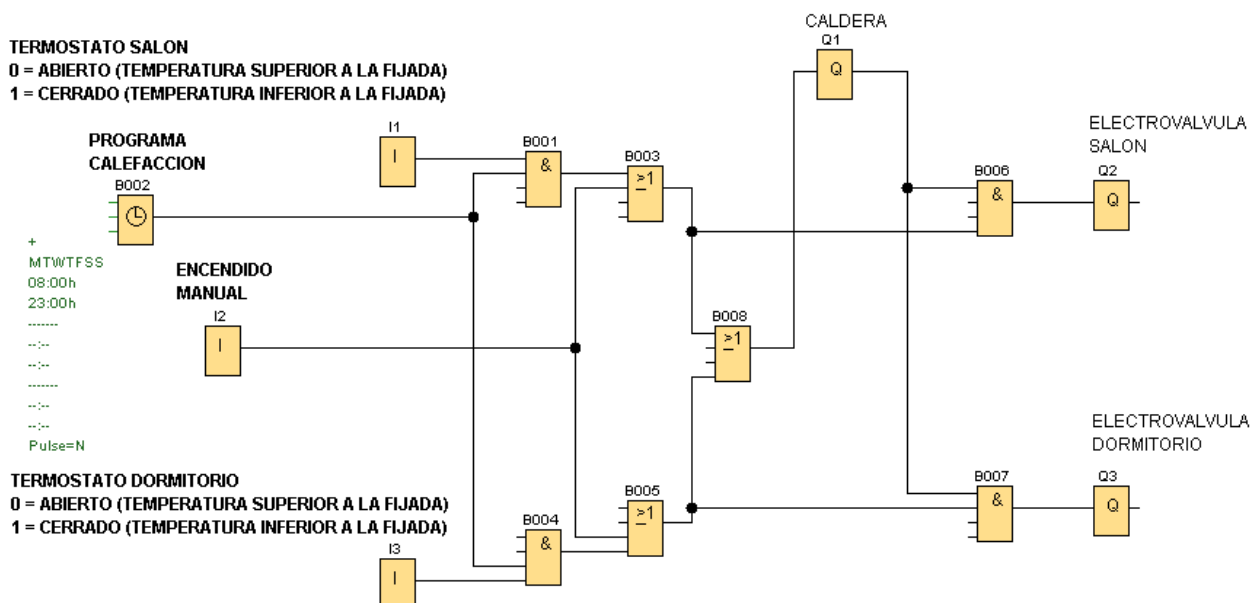 CALDERA
Q1
Q
TERMOSTATO SALON
0 = ABIERTO (TEMPERATURA SUPERIOR A LA FIJADA)
1 = CERRADO (TEMPERATURA INFERIOR A LA FIJADA)
PROGRAMA
CALEFACCION
B002
I1
I
B001
&
B003
>1
ELECTROVALVULA
SALON
B006
&
Q2
Q
+
MTWTFSS
08:00h
23:00h
-------
--:--
--:--
-------
--:--
--:--
Pulse=N
ENCENDIDO
MANUAL
I2
I
B008
>1
ELECTROVALVULA
DORMITORIO
TERMOSTATO DORMITORIO
0 = ABIERTO (TEMPERATURA SUPERIOR A LA FIJADA)
1 = CERRADO (TEMPERATURA INFERIOR A LA FIJADA)
I3
I
B004
&
B005
>1
B007
&
Q3
Q